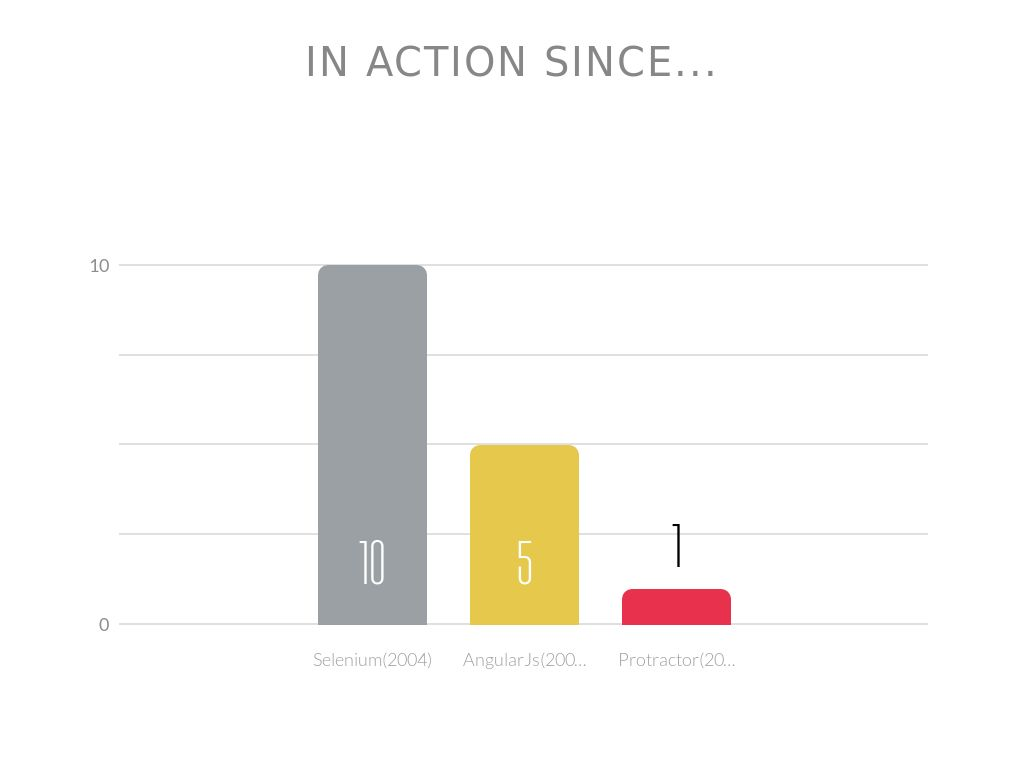 IN ACTION SINCE...
10
10
5
1
0
Selenium(2004) AngularJs(200... Protractor(20...